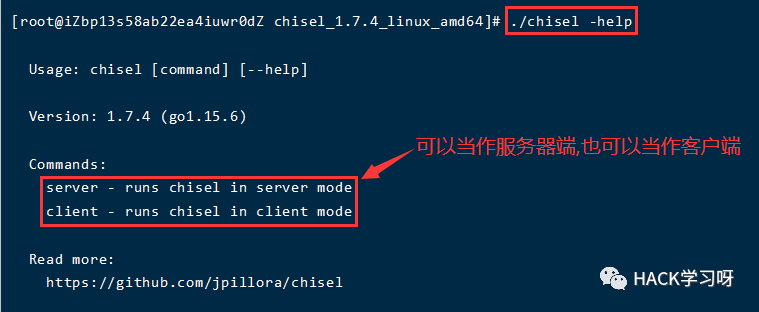 [root@iZbp13s58ab22ea4iuwr0dZ chisel_1.7.4_linux_amd64]# ./chisel -help
Usage: chisel [command] [--help]
Version: 1.7.4 (go1.15.6)
Commands:
可以当作服务器端,也可以当作客户端
server - runs chisel in server mode
client - runs chisel in client mode
Read more:
https://github.com/jpillora/chisel
HACK学习呀